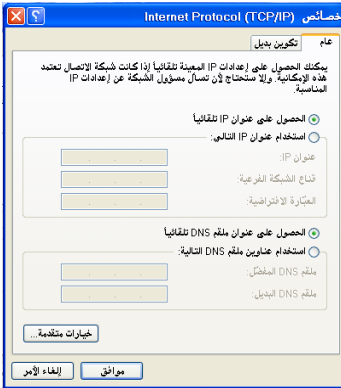 خصائص Internet Protocol (TCP/IP)
عام
تكوين بديل
يمكنك الحصول على إعدادات IP المعينة تلقائياً إذا كانت شبكة الاتصال تعتمد
هذه الإمكانية. وإلا ستحتاج لأن تسأل مسؤول الشبكة عن إعدادات IP
المناسبة.
الحصول على عنوان IP تلقائياً
استخدام عنوان IP التالي:
عنوان IP:
قناع الشبكة الفرعية:
العبّارة الافتراضية:
الحصول على عنوان ملقم DNS تلقائياً
استخدام عناوين ملقم DNS التالية:
ملقم DNS المفضّل:
ملقم DNS البديل:
خيارات متقدمة...
موافق
إلغاء الأمر